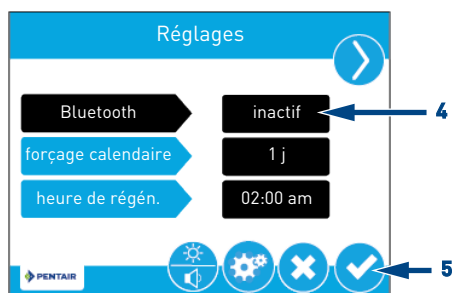 Réglages
Bluetooth
inactif
4
forçage calendaire
1 j
heure de régén.
02:00 am
PENTAIR
5